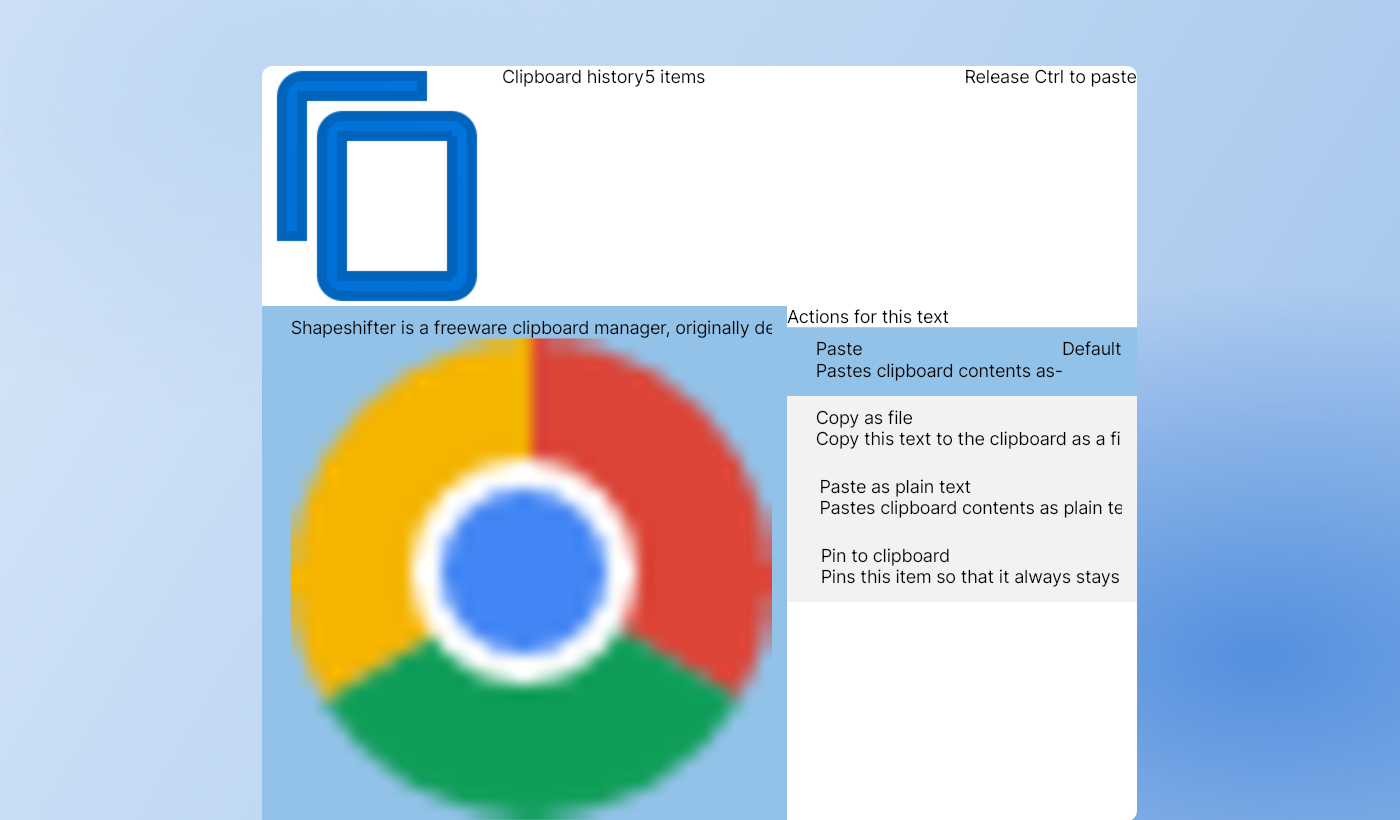 Clipboard history 5 items
Release Ctrl to paste
Shapeshifter is a freeware clipboard manager, originally de
Actions for this text
Paste Default
Pastes clipboard contents as-
Copy as file
Copy this text to the clipboard as a fi
Paste as plain text
Pastes clipboard contents as plain te
Pin to clipboard
Pins this item so that it always stays